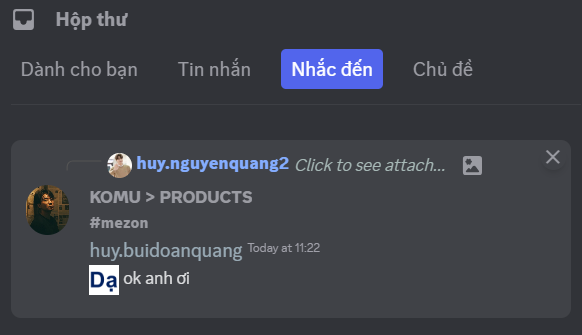 Hộp thư
Dành cho bạn Tin nhắn Nhắc đến Chủ đề
huy.nguyenquang2 Click to see attach...
KOMU > PRODUCTS
#mezon
huy.buidoanquang Today at 11:22
Dạ ok anh ơi